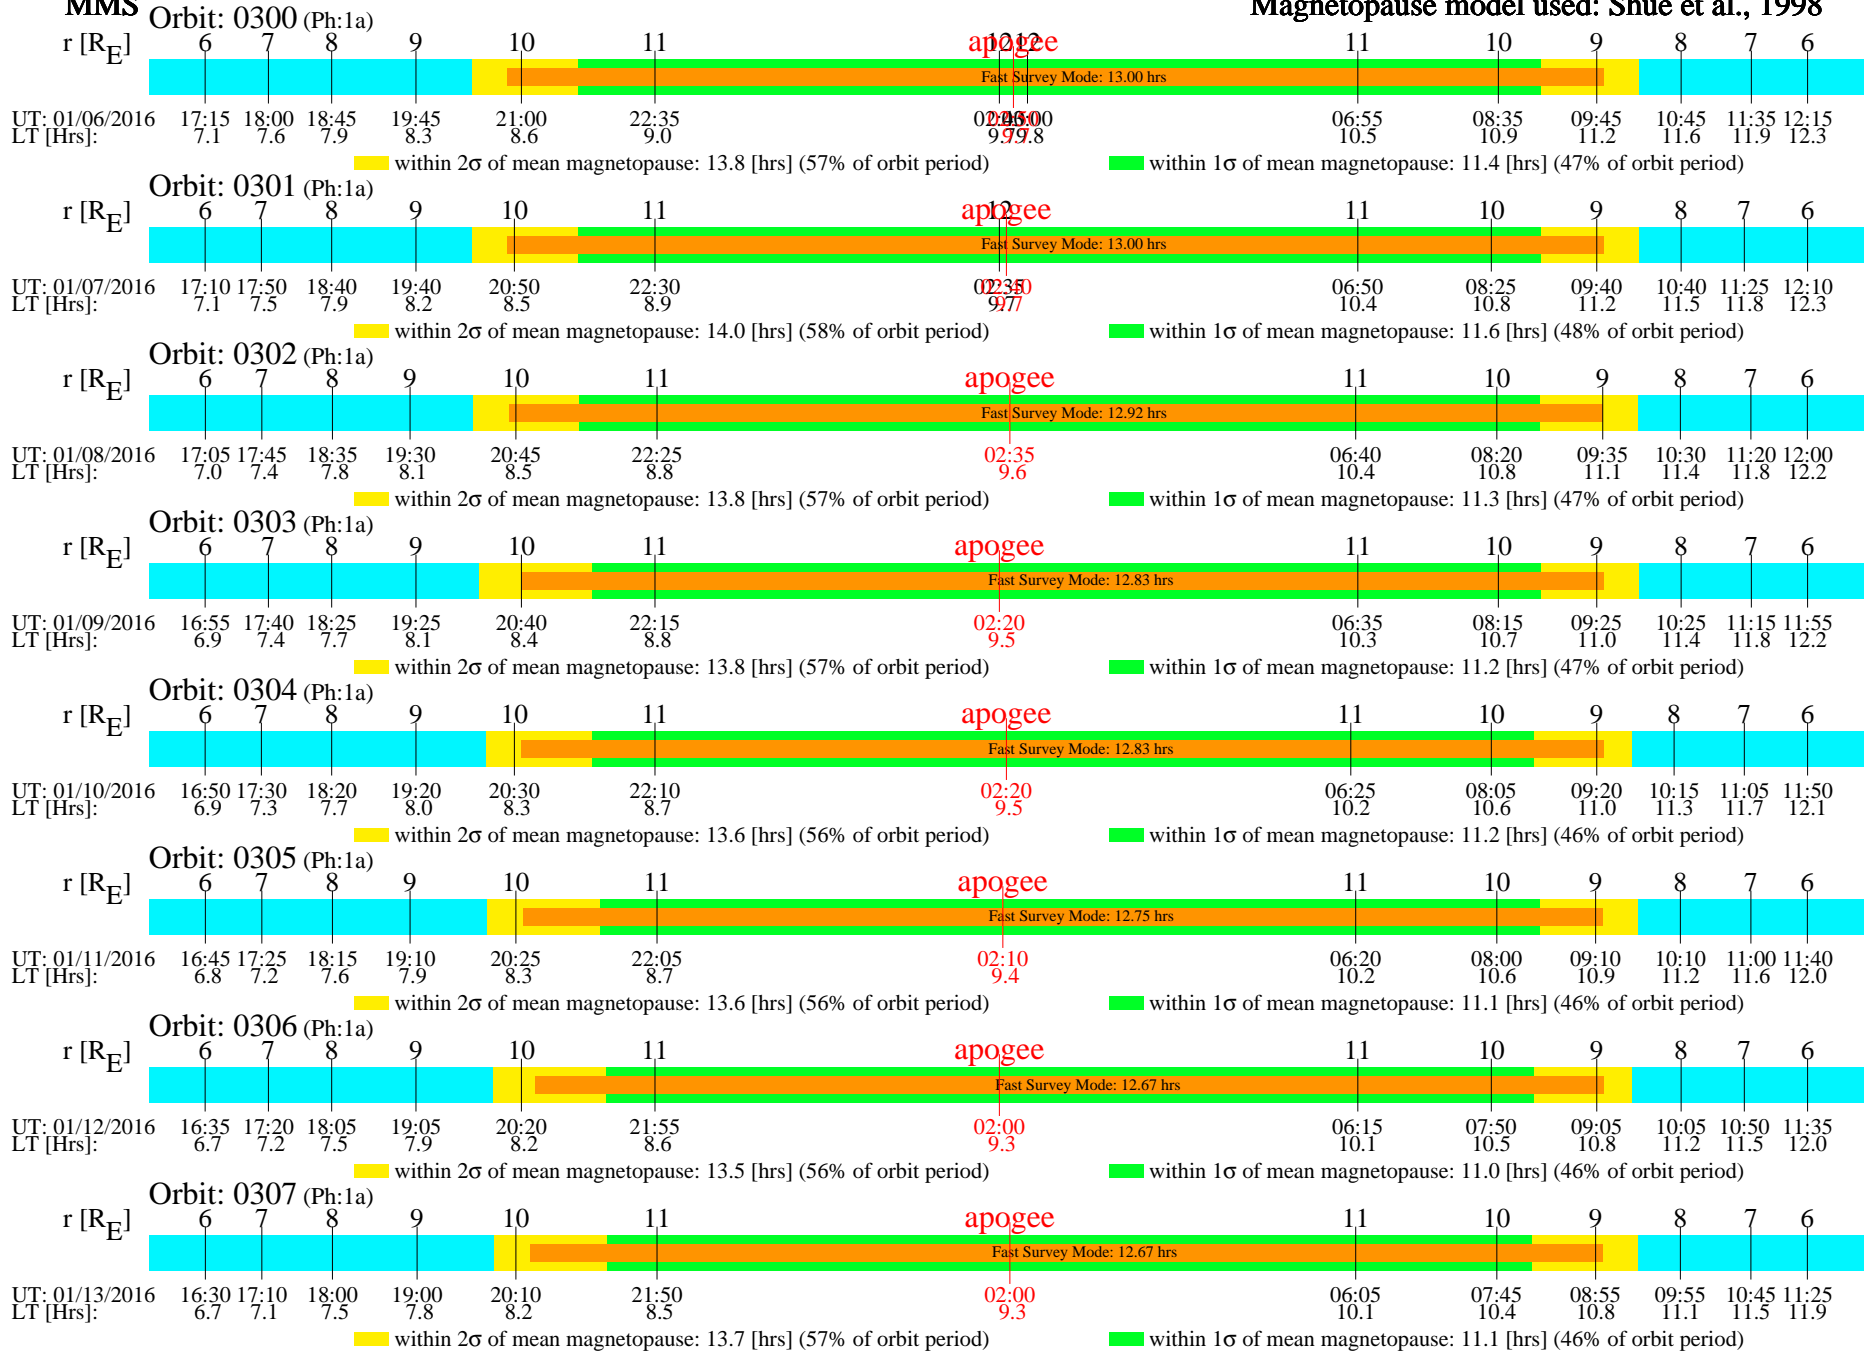 MMS Magnetopause model used: Shue et al., 1998
Orbit: 0300 (Ph:1a)
r [RE] 6 7 8 9 10 11 12 apogee 12 11 10 9 8 7 6
Fast Survey Mode: 13.00 hrs
UT: 01/06/2016 17:15 18:00 18:45 19:45 21:00 22:35 06:55 08:35 09:45 10:45 11:35 12:15
LT [Hrs]: 7.1 7.6 7.9 8.3 8.6 9.0 9.7 9.8 10.5 10.9 11.2 11.6 11.9 12.3
within 2σ of mean magnetopause: 13.8 [hrs] (57% of orbit period) within 1σ of mean magnetopause: 11.4 [hrs] (47% of orbit period)
Orbit: 0301 (Ph:1a)
r [RE] 6 7 8 9 10 11 12 apogee 11 10 9 8 7 6
Fast Survey Mode: 13.00 hrs
UT: 01/07/2016 17:10 17:50 18:40 19:40 20:50 22:30 02:35 02:40 06:50 08:25 09:40 10:40 11:25 12:10
LT [Hrs]: 7.1 7.5 7.9 8.2 8.5 8.9 9.7 9.7 10.4 10.8 11.2 11.5 11.8 12.3
within 2σ of mean magnetopause: 14.0 [hrs] (58% of orbit period) within 1σ of mean magnetopause: 11.6 [hrs] (48% of orbit period)
Orbit: 0302 (Ph:1a)
r [RE] 6 7 8 9 10 11 apogee 11 10 9 8 7 6
Fast Survey Mode: 12.92 hrs
UT: 01/08/2016 17:05 17:45 18:35 19:30 20:45 22:25 02:35 06:40 08:20 09:35 10:30 11:20 12:00
LT [Hrs]: 7.0 7.4 7.8 8.1 8.5 8.8 9.6 10.4 10.8 11.1 11.4 11.8 12.2
within 2σ of mean magnetopause: 13.8 [hrs] (57% of orbit period) within 1σ of mean magnetopause: 11.3 [hrs] (47% of orbit period)
Orbit: 0303 (Ph:1a)
r [RE] 6 7 8 9 10 11 apogee 11 10 9 8 7 6
Fast Survey Mode: 12.83 hrs
UT: 01/09/2016 16:55 17:40 18:25 19:25 20:40 22:15 02:20 06:35 08:15 09:25 10:25 11:15 11:55
LT [Hrs]: 6.9 7.4 7.7 8.1 8.4 8.8 9.5 10.3 10.7 11.0 11.4 11.8 12.2
within 2σ of mean magnetopause: 13.8 [hrs] (57% of orbit period) within 1σ of mean magnetopause: 11.2 [hrs] (47% of orbit period)
Orbit: 0304 (Ph:1a)
r [RE] 6 7 8 9 10 11 apogee 11 10 9 8 7 6
Fast Survey Mode: 12.83 hrs
UT: 01/10/2016 16:50 17:30 18:20 19:20 20:30 22:10 02:20 06:25 08:05 09:20 10:15 11:05 11:50
LT [Hrs]: 6.9 7.3 7.7 8.0 8.3 8.7 9.5 10.2 10.6 11.0 11.3 11.7 12.1
within 2σ of mean magnetopause: 13.6 [hrs] (56% of orbit period) within 1σ of mean magnetopause: 11.2 [hrs] (46% of orbit period)
Orbit: 0305 (Ph:1a)
r [RE] 6 7 8 9 10 11 apogee 11 10 9 8 7 6
Fast Survey Mode: 12.75 hrs
UT: 01/11/2016 16:45 17:25 18:15 19:10 20:25 22:05 02:10 06:20 08:00 09:10 10:10 11:00 11:40
LT [Hrs]: 6.8 7.2 7.6 7.9 8.3 8.7 9.4 10.2 10.6 10.9 11.2 11.6 12.0
within 2σ of mean magnetopause: 13.6 [hrs] (56% of orbit period) within 1σ of mean magnetopause: 11.1 [hrs] (46% of orbit period)
Orbit: 0306 (Ph:1a)
r [RE] 6 7 8 9 10 11 apogee 11 10 9 8 7 6
Fast Survey Mode: 12.67 hrs
UT: 01/12/2016 16:35 17:20 18:05 19:05 20:20 21:55 02:00 06:15 07:50 09:05 10:05 10:50 11:35
LT [Hrs]: 6.7 7.2 7.5 7.9 8.2 8.6 9.3 10.1 10.5 10.8 11.2 11.5 12.0
within 2σ of mean magnetopause: 13.5 [hrs] (56% of orbit period) within 1σ of mean magnetopause: 11.0 [hrs] (46% of orbit period)
Orbit: 0307 (Ph:1a)
r [RE] 6 7 8 9 10 11 apogee 11 10 9 8 7 6
Fast Survey Mode: 12.67 hrs
UT: 01/13/2016 16:30 17:10 18:00 19:00 20:10 21:50 02:00 06:05 07:45 08:55 09:55 10:45 11:25
LT [Hrs]: 6.7 7.1 7.5 7.8 8.2 8.5 9.3 10.1 10.4 10.8 11.1 11.5 11.9
within 2σ of mean magnetopause: 13.7 [hrs] (57% of orbit period) within 1σ of mean magnetopause: 11.1 [hrs] (46% of orbit period)